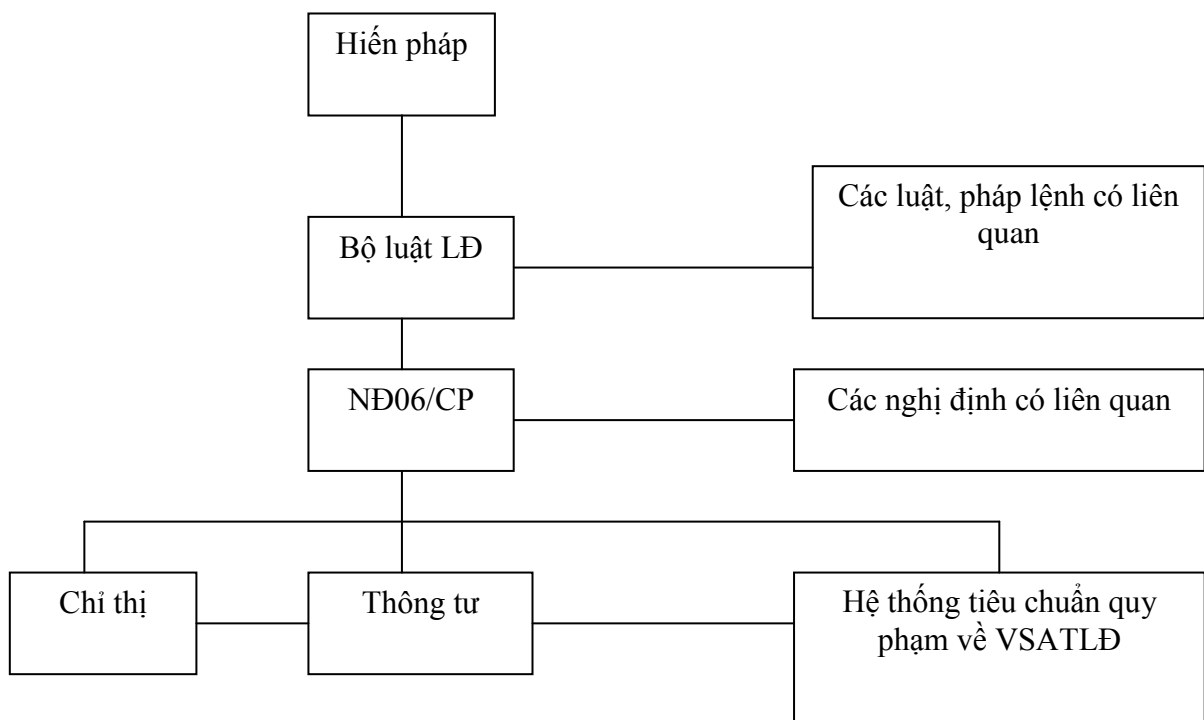 Hiến pháp
Các luật, pháp lệnh có liên
quan
Bộ luật LĐ
NĐ06/CP
Các nghị định có liên quan
Chỉ thị
Thông tư
Hệ thống tiêu chuẩn quy
phạm về VSATLĐ